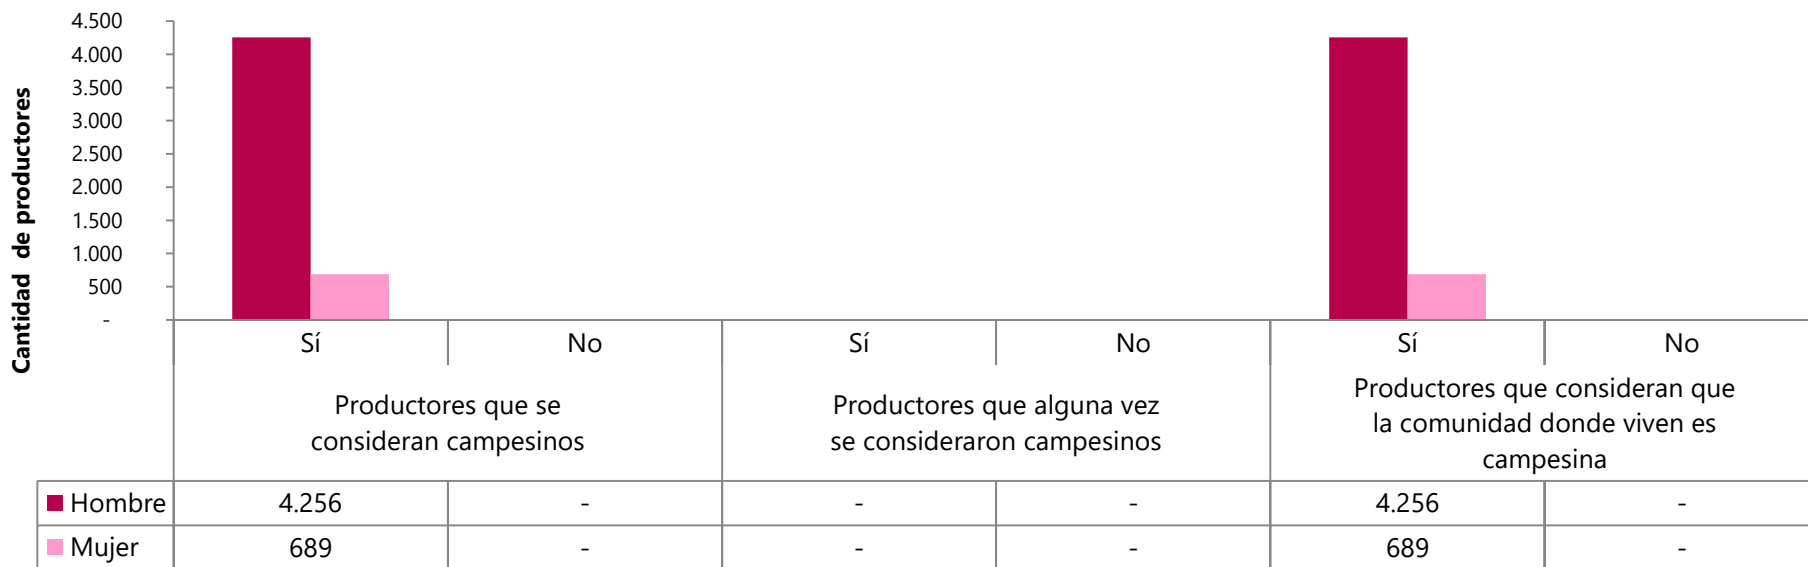 Cantidad de productores
4.500
4.000
3.500
3.000
2.500
2.000
1.500
1.000
500
-
Sí No Sí No Sí No
Productores que se
consideran campesinos
Productores que alguna vez
se consideraron campesinos
Productores que consideran que
la comunidad donde viven es
campesina
Hombre 4.256 - - - 4.256 -
Mujer 689 - - - 689 -